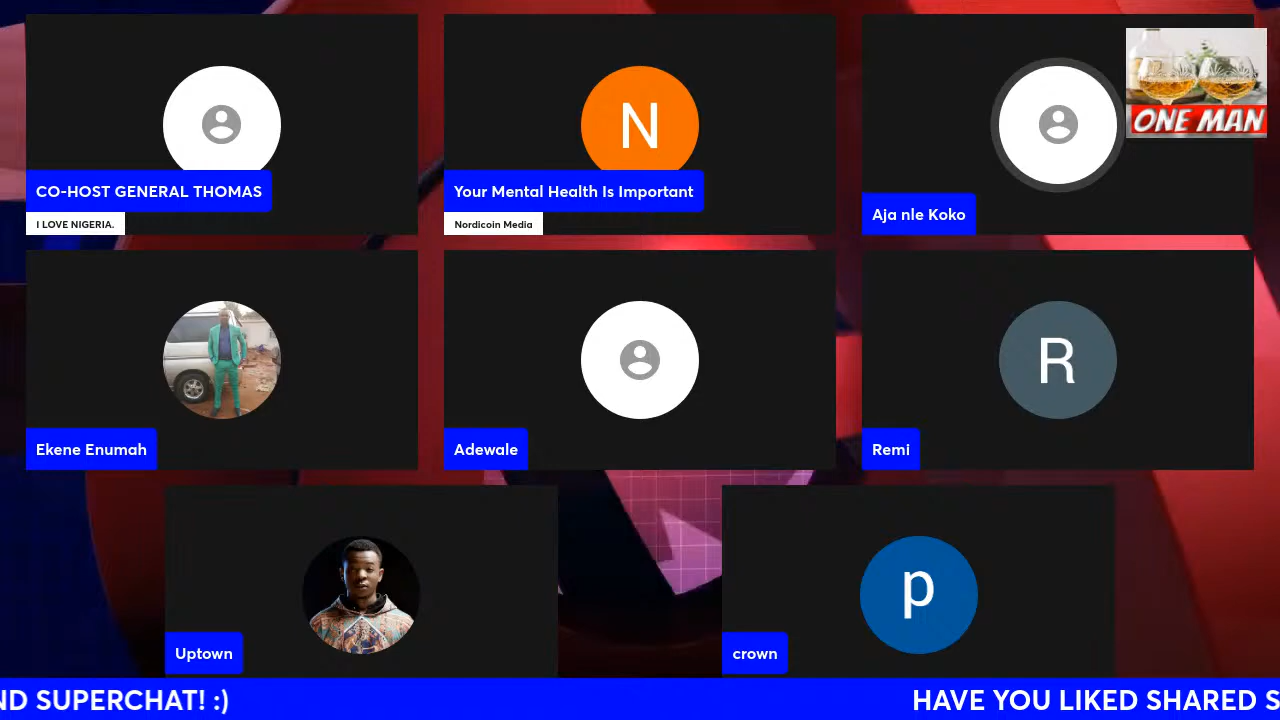 CO-HOST GENERAL THOMAS
I LOVE NIGERIA.
N
Your Mental Health Is Important
Nordicoin Media
Aja nle Koko
ONE MAN
Ekene Enumah
Adewale
R
Remi
Uptown
p
crown
ND SUPERCHAT! :)
HAVE YOU LIKED SHARED S